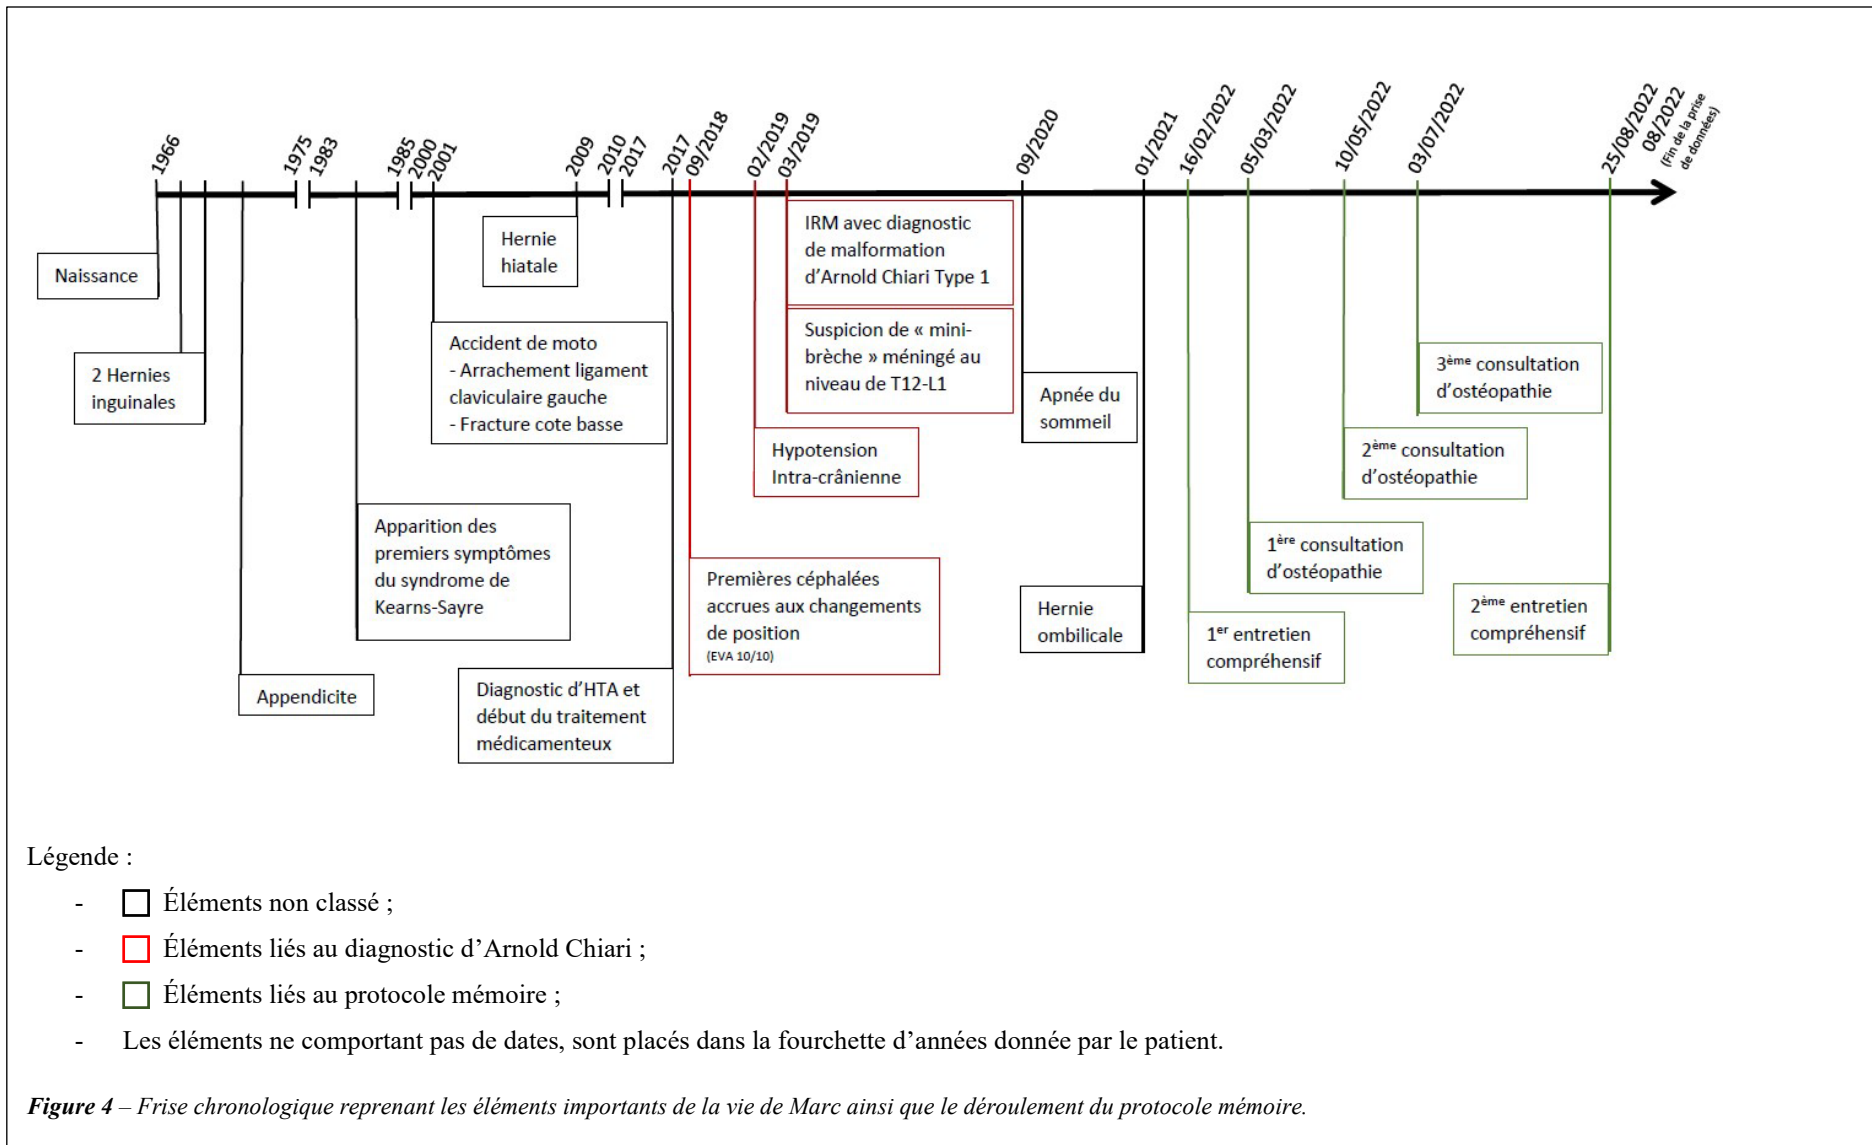 1966
1975
1983
1985
2000
2001
2009
2010
2017
2017
09/2018
02/2019
03/2019
09/2020
01/2021
16/02/2022
05/03/2022
10/05/2022
03/07/2022
25/08/2022
08/2022
(Fin de la prise
de données)
Naissance
2 Hernies
inguinales
Appendicite
Apparition des
premiers symptômes
du syndrome de
Kearns-Sayre
Accident de moto
- Arrachement ligament
claviculaire gauche
- Fracture cote basse
Hernie
hiatale
Diagnostic d’HTA et
début du traitement
médicamenteux
Premières céphalées
accrues aux changements
de position
(EVA 10/10)
Hypotension
Intra-crânienne
IRM avec diagnostic
de malformation
d’Arnold Chiari Type 1
Suspicion de « mini-
brèche » méningé au
niveau de T12-L1
Apnée du
sommeil
Hernie
ombilicale
1er entretien
compréhensif
1ère consultation
d’ostéopathie
2ème consultation
d’ostéopathie
3ème consultation
d’ostéopathie
2ème entretien
compréhensif
Légende :
- Éléments non classé ;
- Éléments liés au diagnostic d’Arnold Chiari ;
- Éléments liés au protocole mémoire ;
- Les éléments ne comportant pas de dates, sont placés dans la fourchette d’années donnée par le patient.
Figure 4 – Frise chronologique reprenant les éléments importants de la vie de Marc ainsi que le déroulement du protocole mémoire.